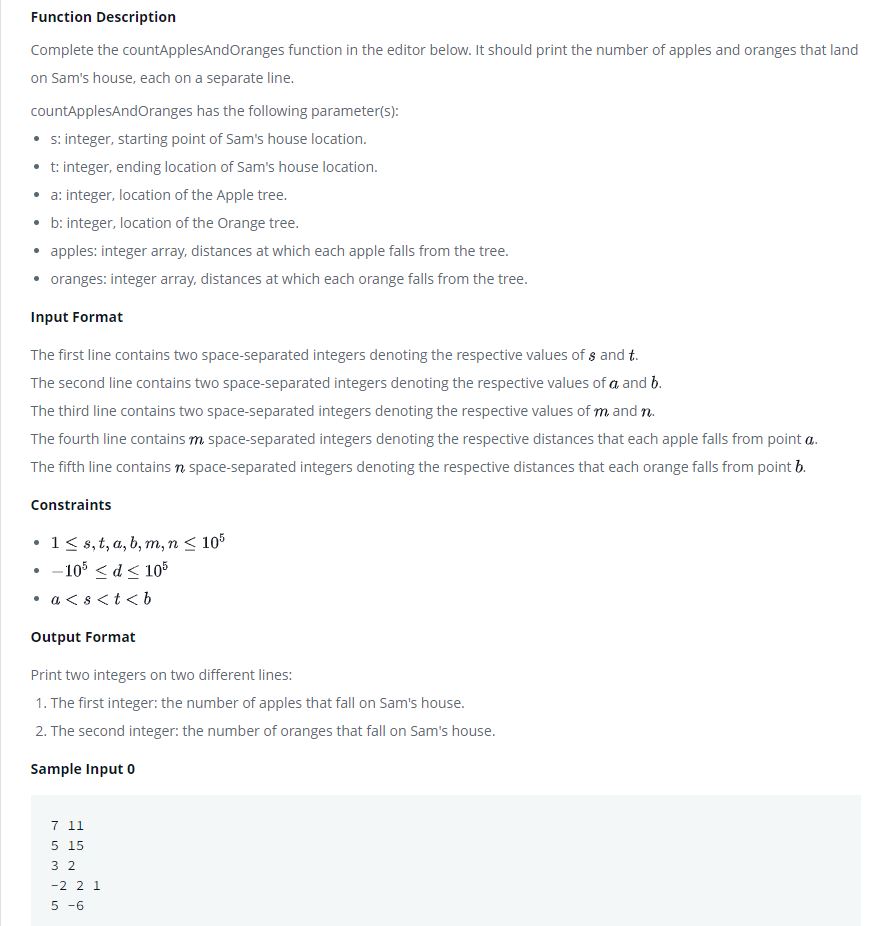 Function Description
Complete the countApplesAndOranges function in the editor below. It should print the number of apples and oranges that land
on Sam's house, each on a separate line.
countApplesAndOranges has the following parameter(s):
• s: integer, starting point of Sam's house location.
• t: integer, ending location of Sam's house location.
• a: integer, location of the Apple tree.
• b: integer, location of the Orange tree.
• apples: integer array, distances at which each apple falls from the tree.
• oranges: integer array, distances at which each orange falls from the tree.
Input Format
The first line contains two space-separated integers denoting the respective values of s and t.
The second line contains two space-separated integers denoting the respective values of a and b.
The third line contains two space-separated integers denoting the respective values of m and n.
The fourth line contains m space-separated integers denoting the respective distances that each apple falls from point a.
The fifth line contains n space-separated integers denoting the respective distances that each orange falls from point b.
Constraints
• 1 ≤ s, t, a, b, m, n ≤ 10⁵
• −10⁵ ≤ d ≤ 10⁵
• a < s < t < b
Output Format
Print two integers on two different lines:
1. The first integer: the number of apples that fall on Sam's house.
2. The second integer: the number of oranges that fall on Sam's house.
Sample Input 0
7 11
5 15
3 2
-2 2 1
5 -6